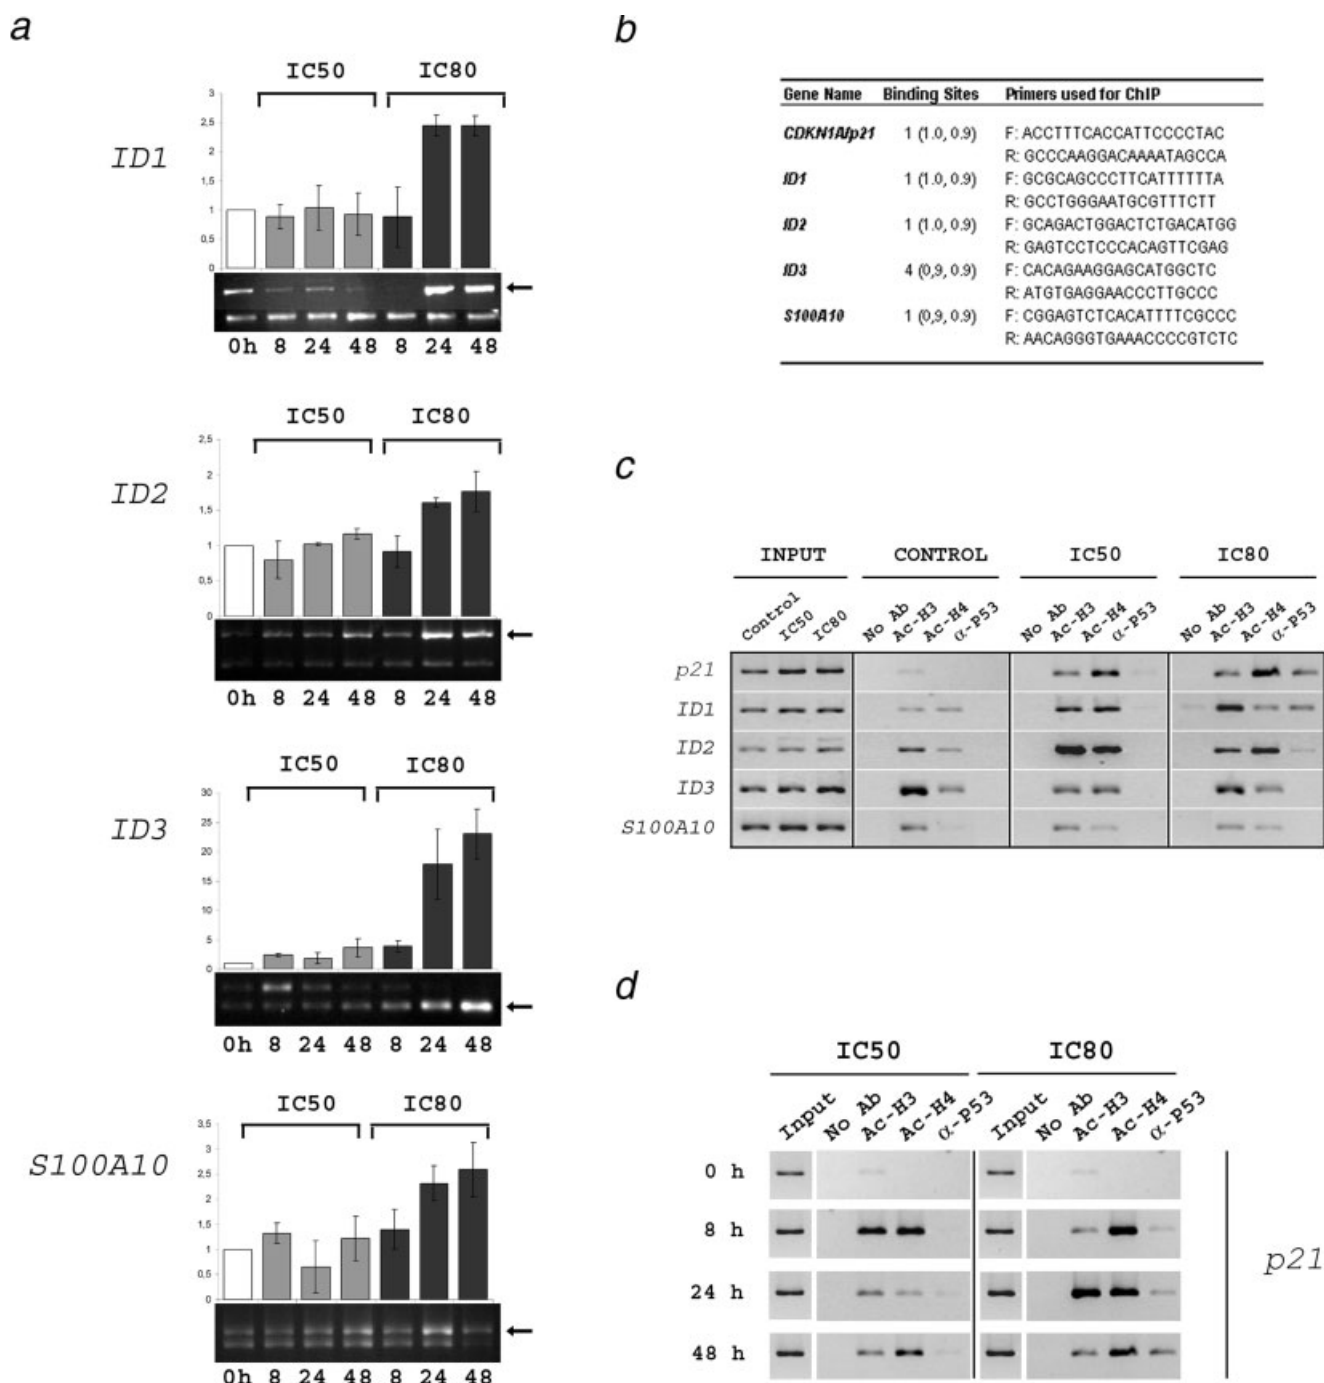 a
ID1
IC50 IC80
3
2,5
2
1,5
1
0,5
0
0h 8 24 48 8 24 48
ID2
IC50 IC80
2,5
2
1,5
1
0,5
0
0h 8 24 48 8 24 48
ID3
IC50 IC80
30
25
20
15
10
5
0
0h 8 24 48 8 24 48
S100A10
IC50 IC80
3,5
3
2,5
2
1,5
1
0,5
0
0h 8 24 48 8 24 48
b
Gene Name Binding Sites Primers used for ChIP
CDKN1A/p21 1 (1.0, 0.9) F: ACCTTTCACCATTCCCCTAC
R: GCCCAAGGACAAAATAGCCA
ID1 1 (1.0, 0.9) F: GCGCAGCCCTTCATTTTTTA
R: GCCTGGGAATGCGTTTCTT
ID2 1 (1.0, 0.9) F: GCAGACTGGACTCTGACATGG
R: GAGTCCTCCCACAGTTCGAG
ID3 4 (0,9, 0.9) F: CACAGAAGGAGCATGGCTC
R: ATGTGAGGAACCCTTGCCC
S100A10 1 (0,9, 0.9) F: CGGAGTCTCACATTTTCGCCC
R: AACAGGGTGAAACCCCGTCTC
c
INPUT CONTROL IC50 IC80
Control IC50 IC80 No Ab Ac-H3 Ac-H4 α-P53 No Ab Ac-H3 Ac-H4 α-P53 No Ab Ac-H3 Ac-H4 α-P53
p21
ID1
ID2
ID3
S100A10
d
IC50 IC80
Input No Ab Ac-H3 Ac-H4 α-P53 Input No Ab Ac-H3 Ac-H4 α-P53
0 h
8 h
24 h
48 h
p21